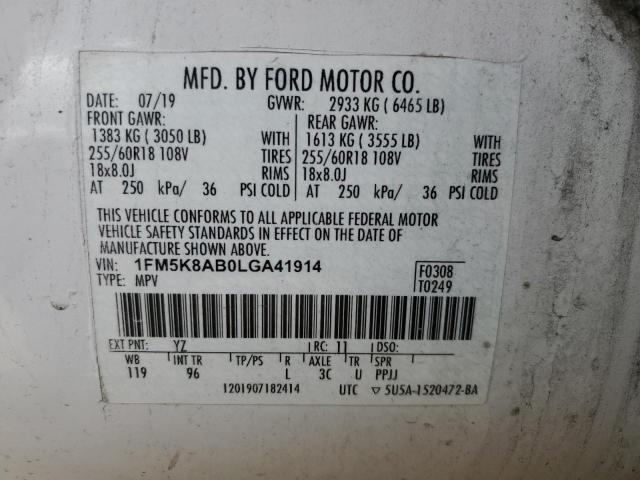 MFD. BY FORD MOTOR CO.
DATE: 07/19 GVWR: 2933 KG ( 6465 LB)
FRONT GAWR: REAR GAWR:
1383 KG ( 3050 LB) WITH 1613 KG ( 3555 LB) WITH
255/60R18 108V TIRES 255/60R18 108V TIRES
18x8.0J RIMS 18x8.0J RIMS
AT 250 kPa/ 36 PSI COLD AT 250 kPa/ 36 PSI COLD
THIS VEHICLE CONFORMS TO ALL APPLICABLE FEDERAL MOTOR
VEHICLE SAFETY STANDARDS IN EFFECT ON THE DATE OF
MANUFACTURE SHOWN ABOVE.
VIN: 1FM5K8AB0LGA41914 F0308
TYPE: MPV T0249
EXT PNT: YZ RC: 11 DSO:
WB INT TR TP/PS R AXLE TR SPR
119 96 L 3C U PPJJ
1201907182414 UTC ▽ 5U5A-1520472-BA